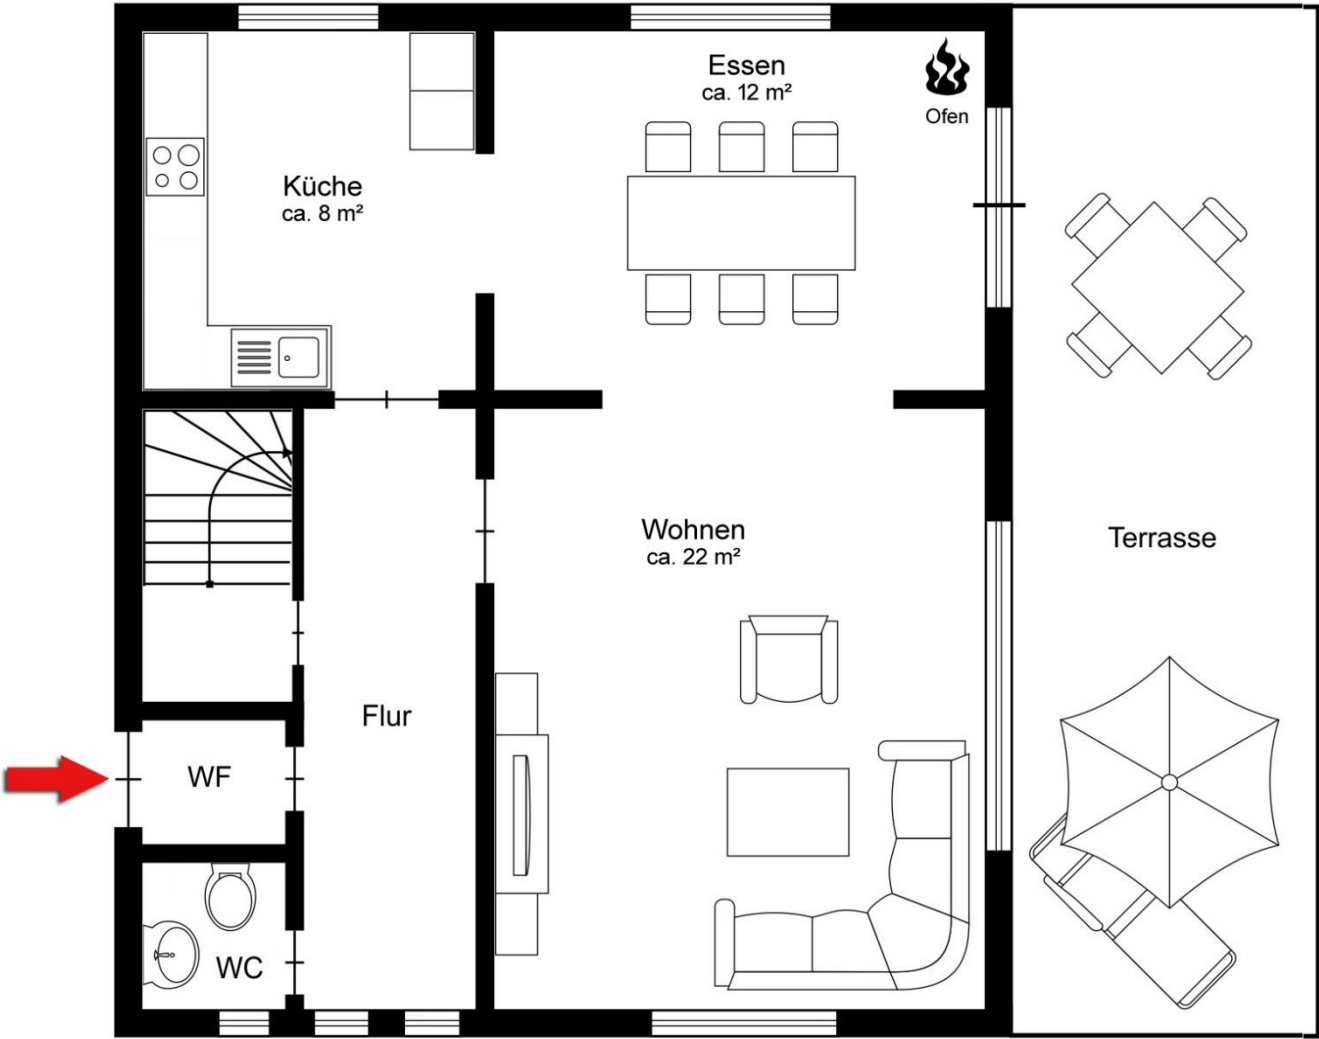 Essen
ca. 12 m²
Ofen
Küche
ca. 8 m²
Wohnen
ca. 22 m²
Terrasse
Flur
WF
WC